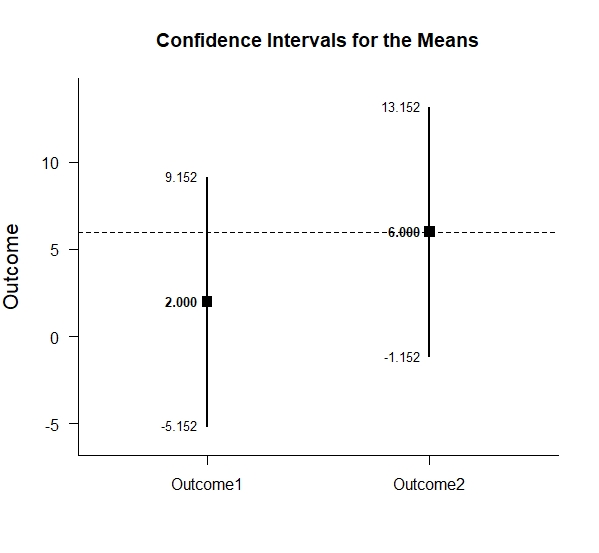 Confidence Intervals for the Means
Outcome
10
5
0
-5
9.152
2.000
-5.152
13.152
6.000
-1.152
Outcome1
Outcome2